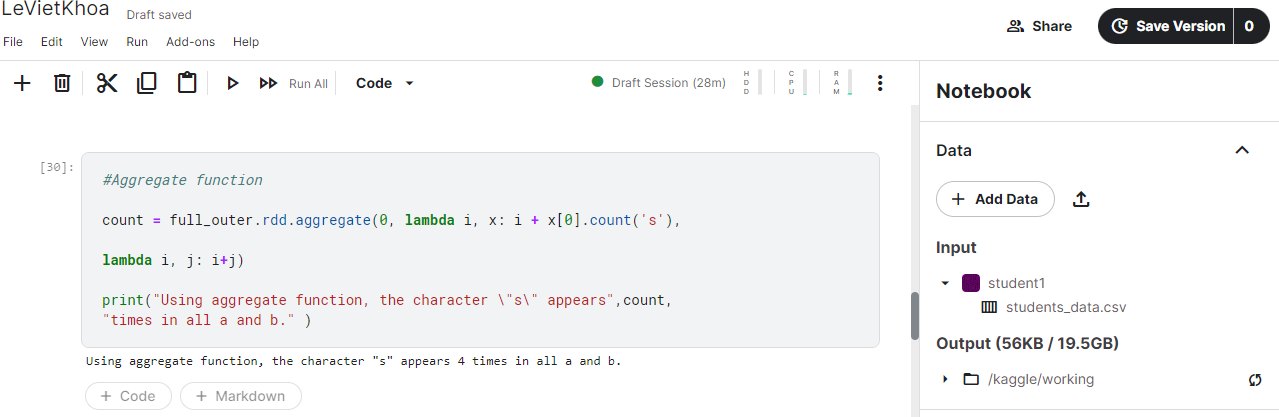 LeVietKhoa
Draft saved
File Edit View Run Add-ons Help
Share
Save Version 0
Run All
Code
Draft Session (28m)
HDD
CPU
RAM
[30]:
#Aggregate function
count = full_outer.rdd.aggregate(0, lambda i, x: i + x[0].count('s'),
lambda i, j: i+j)
print("Using aggregate function, the character \"s\" appears",count,
"times in all a and b." )
Using aggregate function, the character "s" appears 4 times in all a and b.
+ Code
+ Markdown
Notebook
Data
+ Add Data
Input
student1
students_data.csv
Output (56KB / 19.5GB)
/kaggle/working